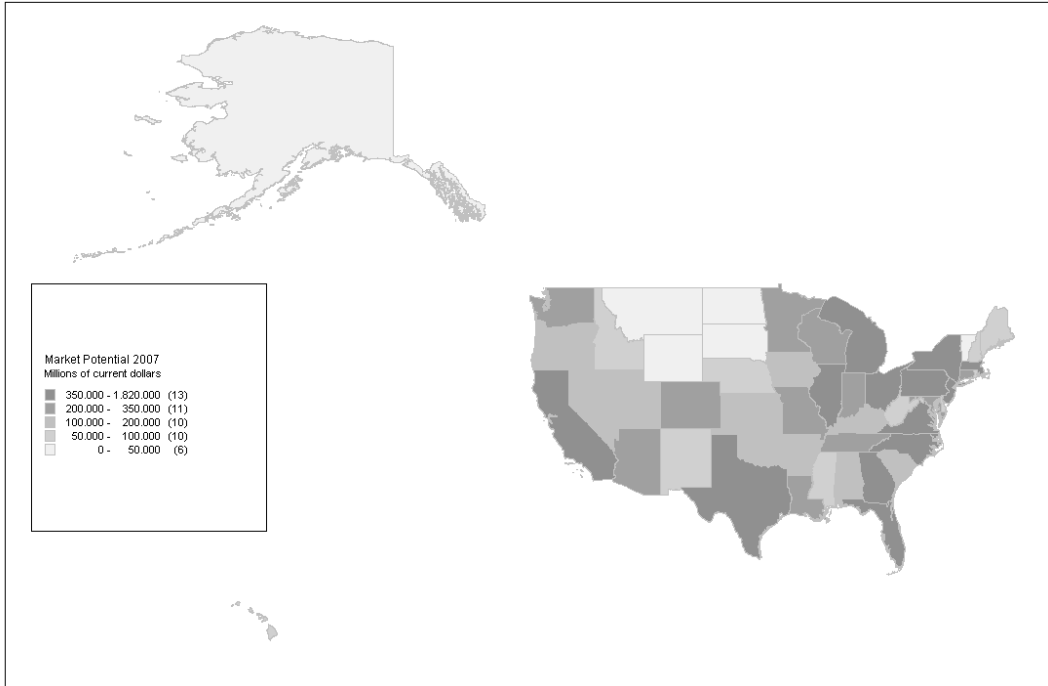 Market Potential 2007
Millions of current dollars
350.000 - 1.820.000 (13)
200.000 - 350.000 (11)
100.000 - 200.000 (10)
50.000 - 100.000 (10)
0 - 50.000 (6)